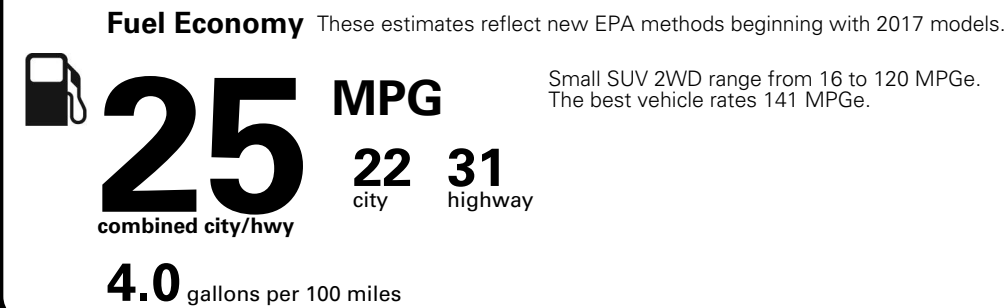 Fuel Economy These estimates reflect new EPA methods beginning with 2017 models.
25 MPG
Small SUV 2WD range from 16 to 120 MPGe.
The best vehicle rates 141 MPGe.
22 31
city highway
combined city/hwy
4.0 gallons per 100 miles